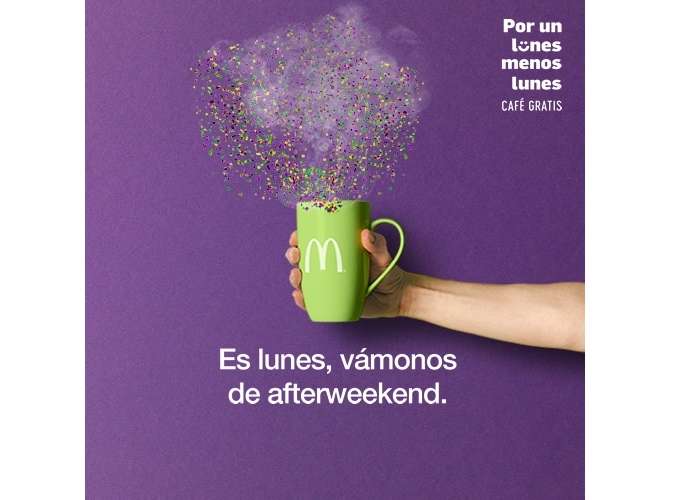 Por un
lunes
menos
lunes
CAFÉ GRATIS
M
Es lunes, vámonos
de afterweekend.